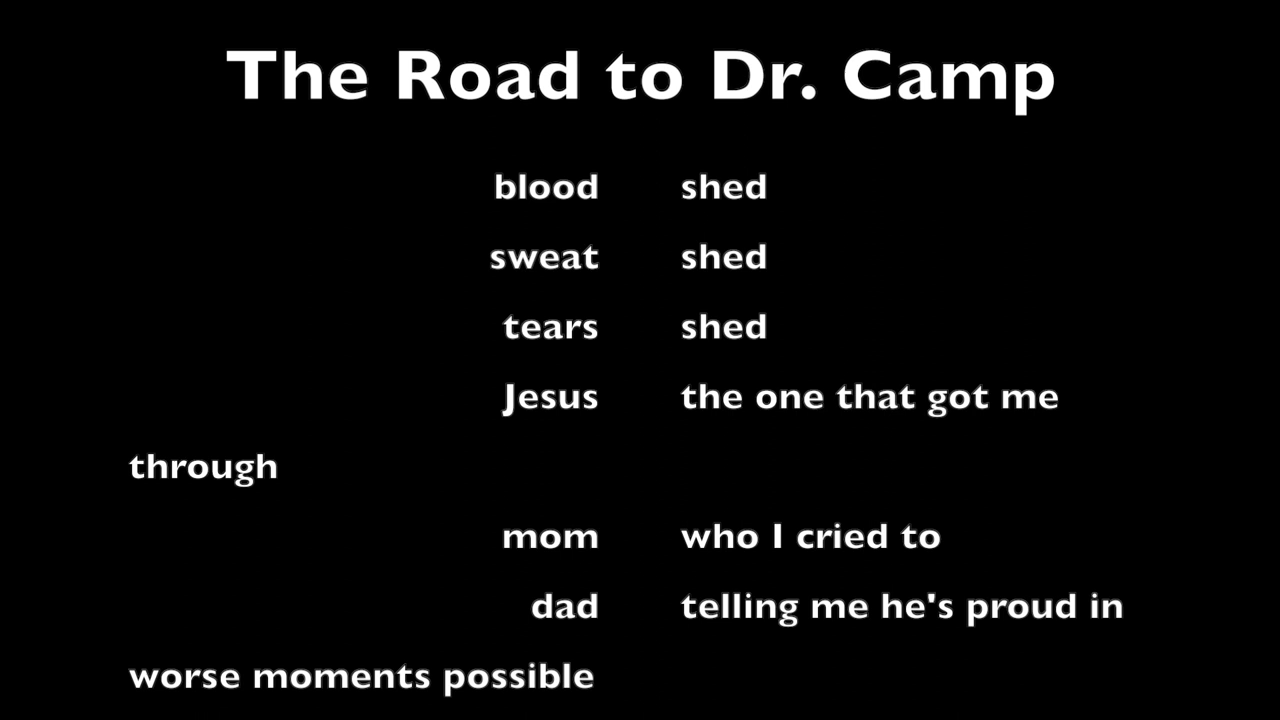 The Road to Dr. Camp
blood shed
sweat shed
tears shed
Jesus the one that got me
through
mom who I cried to
dad telling me he's proud in
worse moments possible